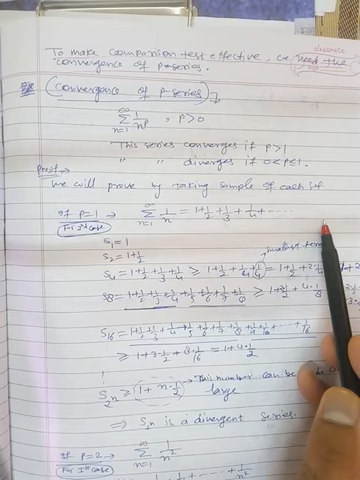 To make comparison test effective, we need the
convergence of p-series.
(Convergence of p-series)
∞ Σ n=1 1/n^p , p>0
This series converges if p>1
" " diverges if 0<p≤1.
Proof→
We will prove by taking sample of each
If p=1 → ∞ Σ n=1 1/n = 1+1/2+1/3+1/4+......
For 1st case
smallest term
S1 = 1
S2 = 1+1/2
S4 = 1+1/2+1/3+1/4 ≥ 1+1/2+1/4+1/4 = 1+1/2+2·1/4
S8 = 1+1/2+1/3+1/4+1/5+1/6+1/7+1/8 ≥
S16 = 1+1/2+1/3+1/4+1/5+1/6+1/7+1/8+1/9+1/10+ ... +1/16
≥ 1+3·1/2+8·1/16 = 1+4·1/2
S2^n ≥ (1+n·1/2) → This number can be
large
⇒ S2^n is a divergent series.
If p=2 → ∞ Σ n=1 1/n^2
For 1st case